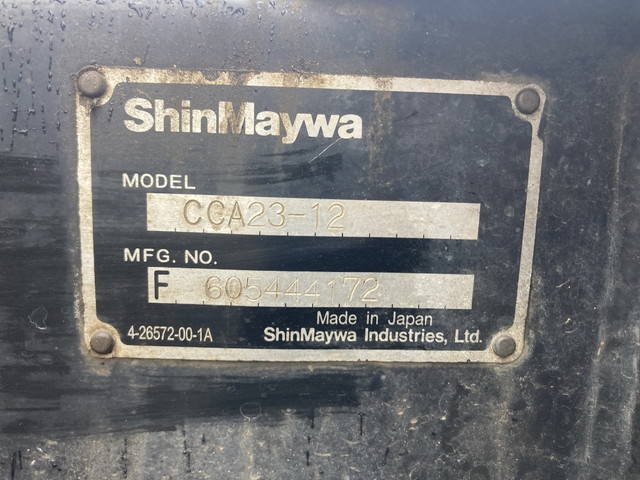 ShinMaywa
MODEL
CCA23-12
MFG. NO.
F 605444172
Made in Japan
4-26572-00-1A
ShinMaywa Industries, Ltd.